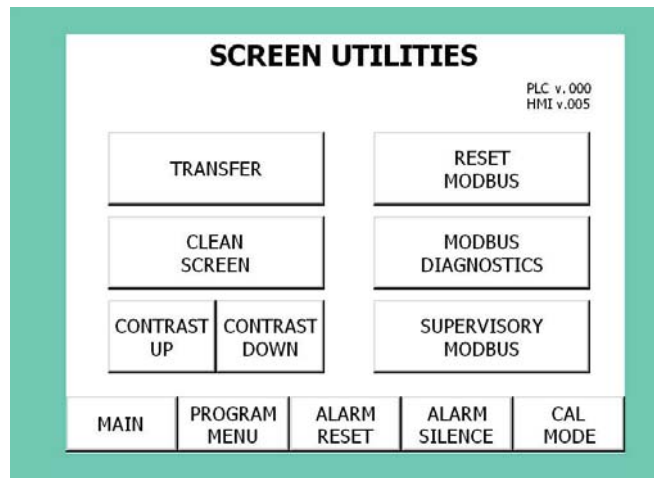 SCREEN UTILITIES
PLC v.000
HMI v.005
TRANSFER
RESET
MODBUS
CLEAN
SCREEN
MODBUS
DIAGNOSTICS
CONTRAST
UP
CONTRAST
DOWN
SUPERVISORY
MODBUS
MAIN
PROGRAM
MENU
ALARM
RESET
ALARM
SILENCE
CAL
MODE